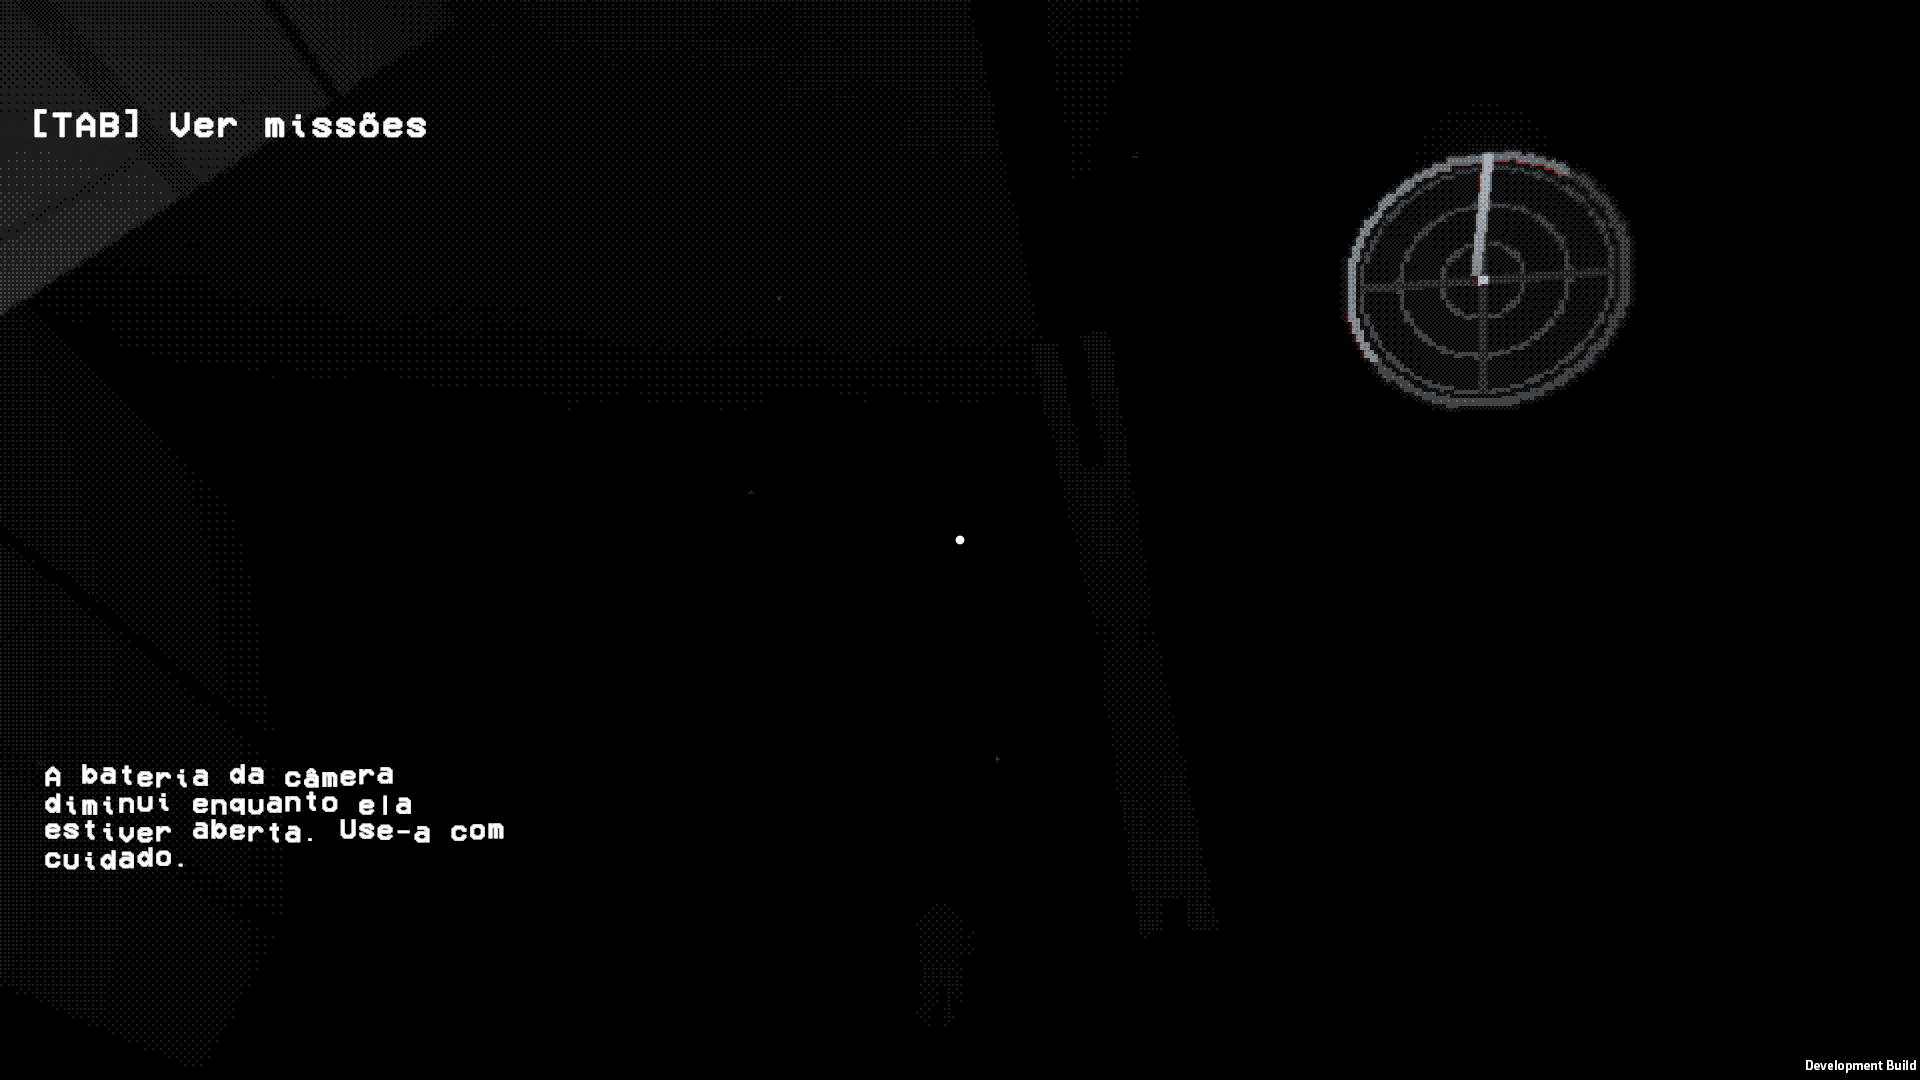 [TAB] Ver missões
A bateria da câmera
diminui enquanto ela
estiver aberta. Use-a com
cuidado.
Development Build